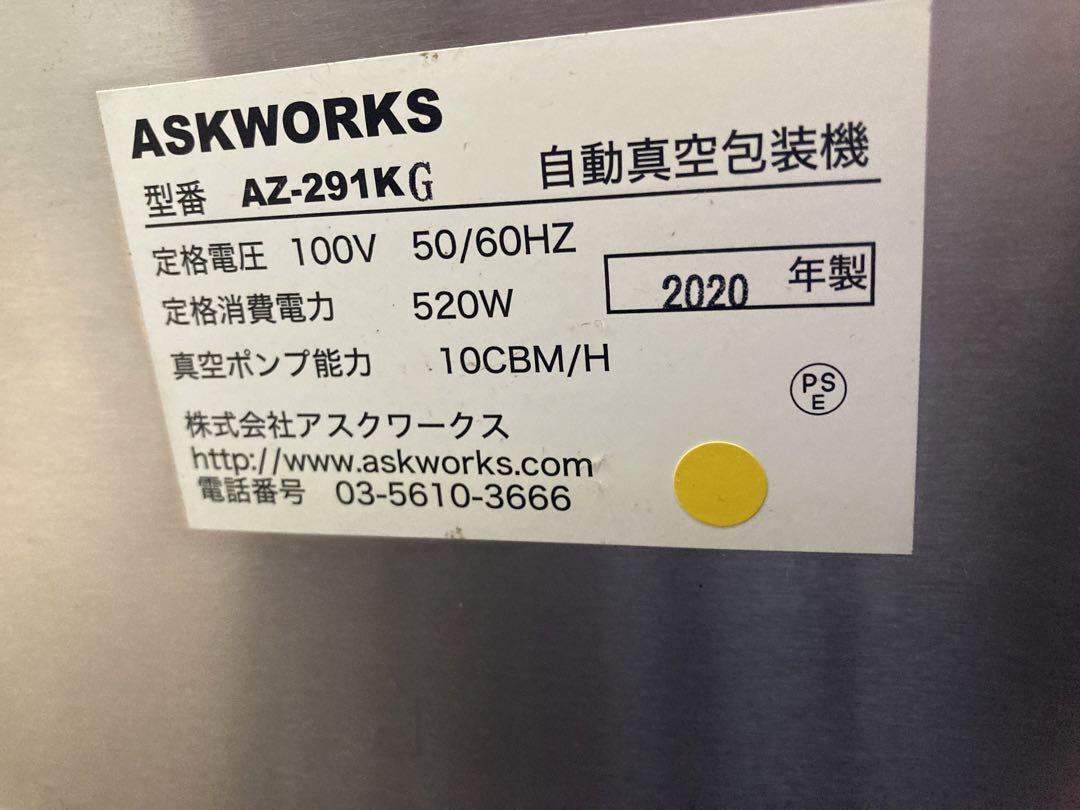 ASKWORKS
型番 AZ-291KG 自動真空包装機
定格電圧 100V 50/60HZ
2020 年製
定格消費電力 520W
真空ポンプ能力 10CBM/H
PS
E
株式会社アスクワークス
http://www.askworks.com
電話番号 03-5610-3666